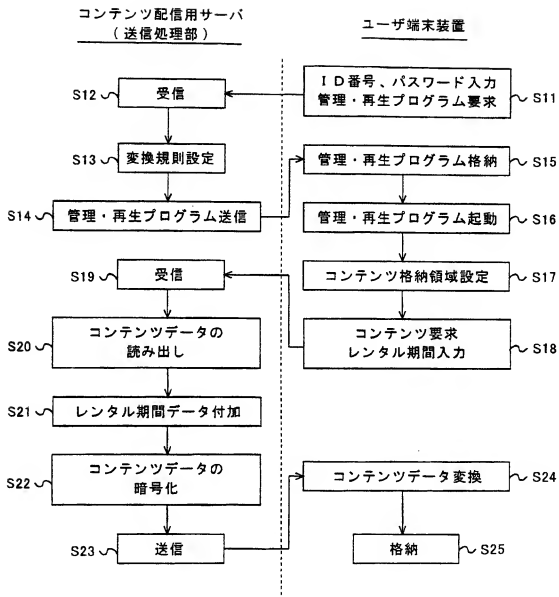 コンテンツ配信用サーバ
(送信処理部)
ユーザ端末装置
ID番号、パスワード入力
管理・再生プログラム要求
S11
S12
受信
S13
変換規則設定
S14
管理・再生プログラム送信
管理・再生プログラム格納
S15
管理・再生プログラム起動
S16
コンテンツ格納領域設定
S17
コンテンツ要求
レンタル期間入力
S18
S19
受信
S20
コンテンツデータの
読み出し
S21
レンタル期間データ付加
S22
コンテンツデータの
暗号化
S23
送信
コンテンツデータ変換
S24
格納
S25